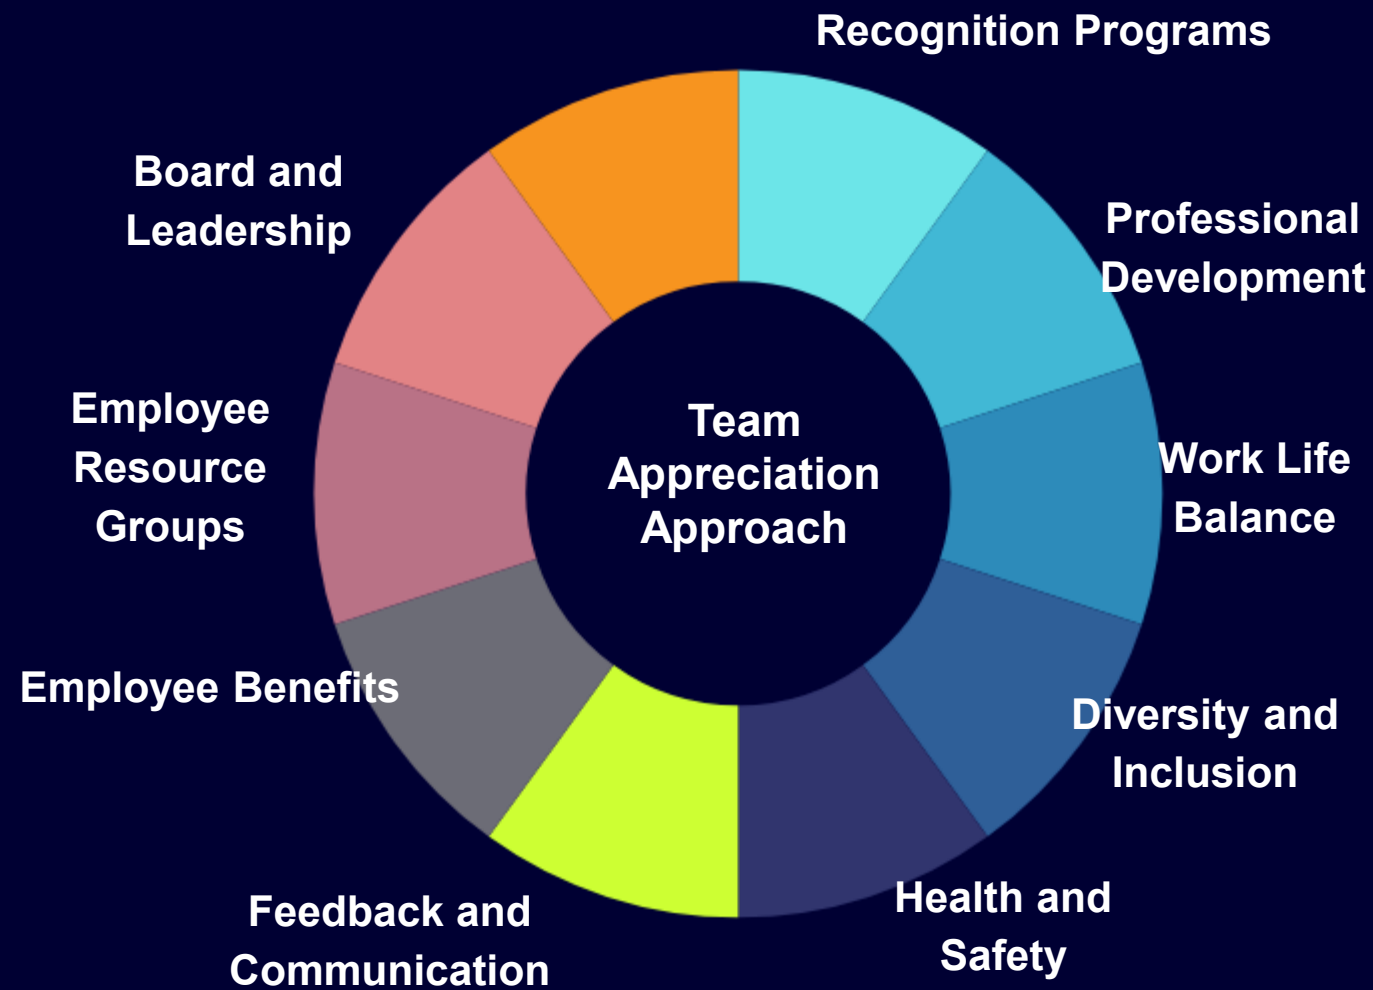 Recognition Programs
Professional
Development
Work Life
Balance
Diversity and
Inclusion
Health and
Safety
Feedback and
Communication
Employee Benefits
Employee
Resource
Groups
Board and
Leadership
Team
Appreciation
Approach